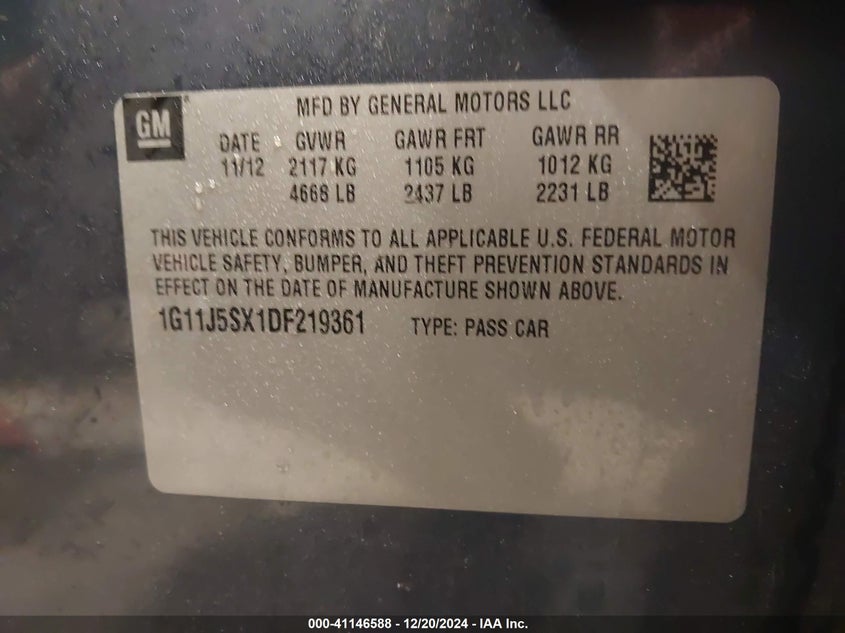 GM
MFD BY GENERAL MOTORS LLC
DATE GVWR GAWR FRT GAWR RR
11/12 2117 KG 1105 KG 1012 KG
4668 LB 2437 LB 2231 LB
THIS VEHICLE CONFORMS TO ALL APPLICABLE U.S. FEDERAL MOTOR
VEHICLE SAFETY, BUMPER, AND THEFT PREVENTION STANDARDS IN
EFFECT ON THE DATE OF MANUFACTURE SHOWN ABOVE.
1G11J5SX1DF219361 TYPE: PASS CAR
000-41146588 - 12/20/2024 - IAA Inc.